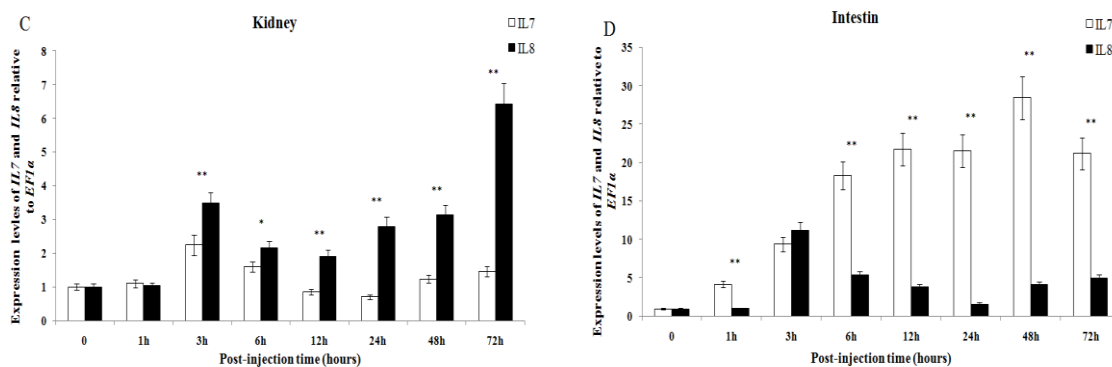 C
Kidney
IL7
IL8
Expression levles of IL7 and IL8 relative
to EF1α
8
7
6
5
4
3
2
1
0
**
*
**
**
**
**
0 1h 3h 6h 12h 24h 48h 72h
Post-injection time (hours)
D
Intestin
IL7
IL8
Expression levels of IL7 and IL8 relative to
EF1α
35
30
25
20
15
10
5
0
**
**
**
**
**
**
0 1h 3h 6h 12h 24h 48h 72h
Post-injection time (hours)